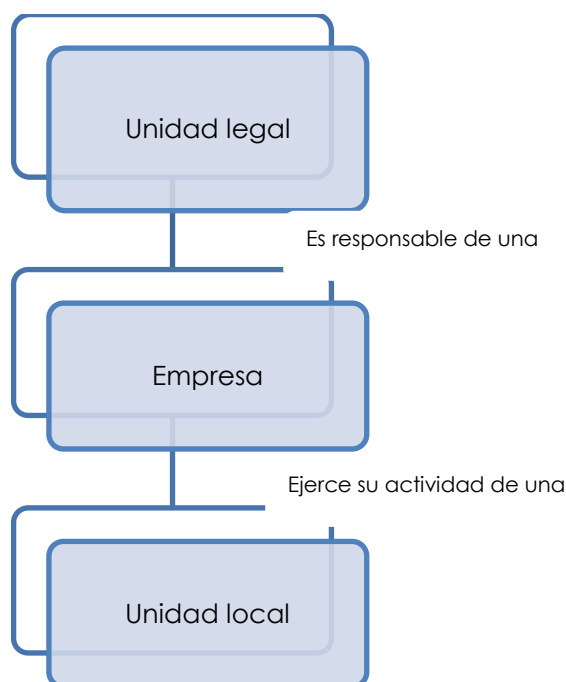 Unidad legal
Es responsable de una
Empresa
Ejerce su actividad de una
Unidad local